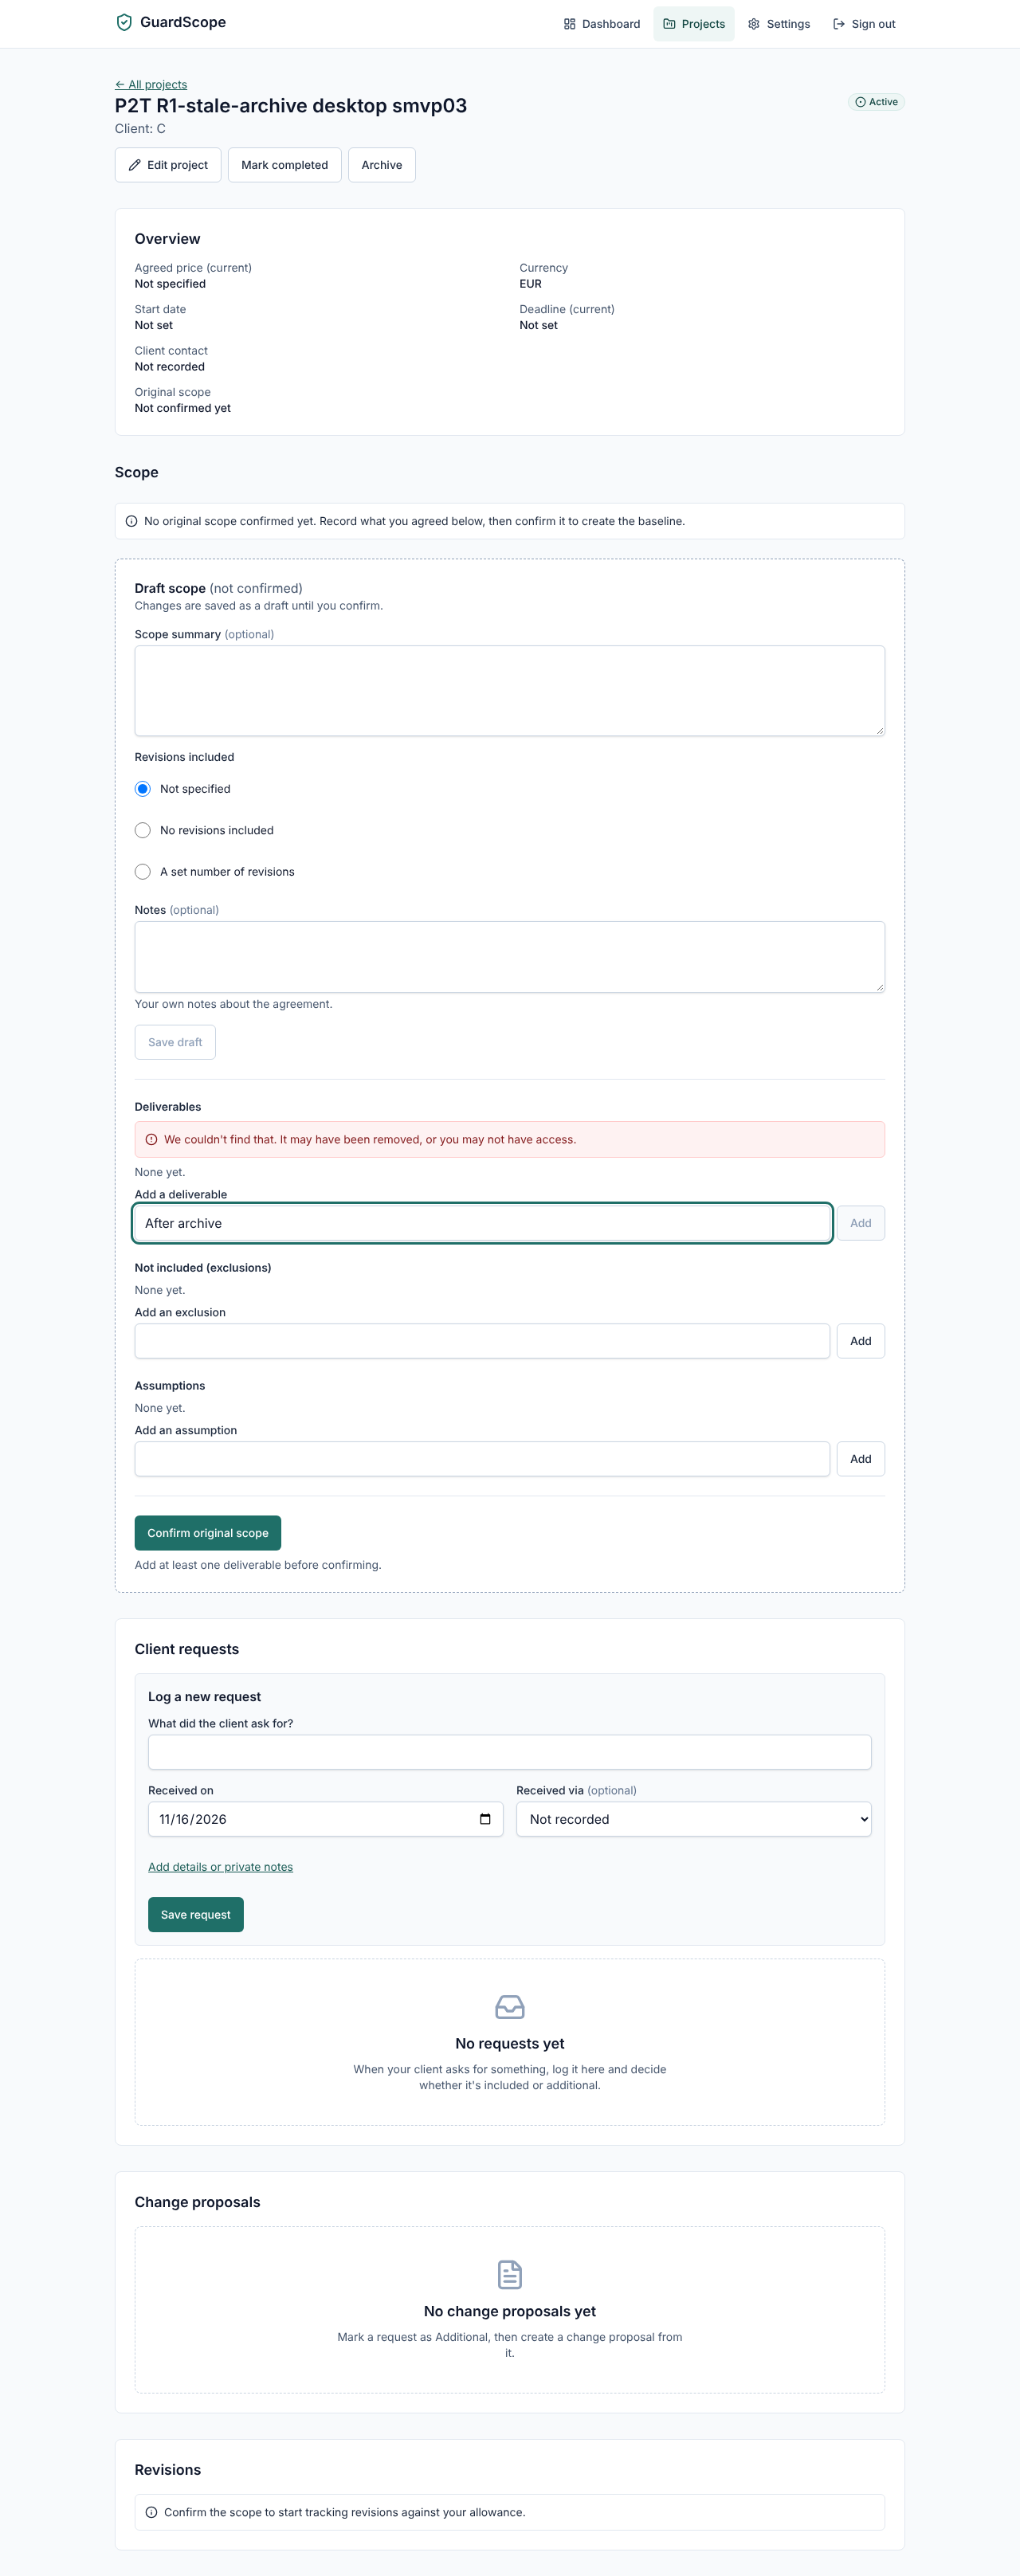 GuardScope
Dashboard
Projects
Settings
Sign out
← All projects
P2T R1-stale-archive desktop smvp03
Active
Client: C
Edit project
Mark completed
Archive
Overview
Agreed price (current)
Not specified
Currency
EUR
Start date
Not set
Deadline (current)
Not set
Client contact
Not recorded
Original scope
Not confirmed yet
Scope
No original scope confirmed yet. Record what you agreed below, then confirm it to create the baseline.
Draft scope (not confirmed)
Changes are saved as a draft until you confirm.
Scope summary (optional)
Revisions included
Not specified
No revisions included
A set number of revisions
Notes (optional)
Your own notes about the agreement.
Save draft
Deliverables
We couldn't find that. It may have been removed, or you may not have access.
None yet.
Add a deliverable
After archive
Add
Not included (exclusions)
None yet.
Add an exclusion
Add
Assumptions
None yet.
Add an assumption
Add
Confirm original scope
Add at least one deliverable before confirming.
Client requests
Log a new request
What did the client ask for?
Received on
Received via (optional)
11/16/2026
Not recorded
Add details or private notes
Save request
No requests yet
When your client asks for something, log it here and decide
whether it's included or additional.
Change proposals
No change proposals yet
Mark a request as Additional, then create a change proposal from
it.
Revisions
Confirm the scope to start tracking revisions against your allowance.